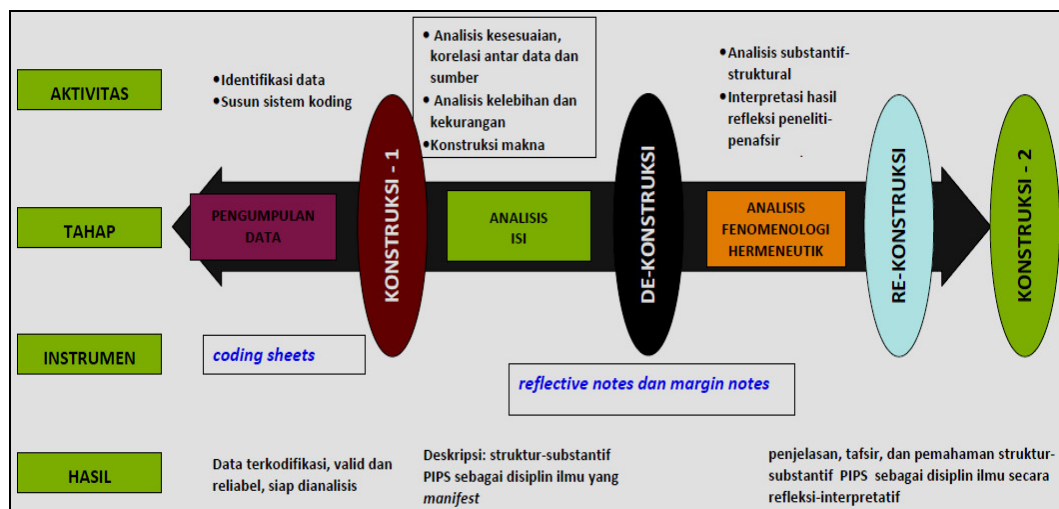 AKTIVITAS
•Identifikasi data
•Susun sistem koding
• Analisis kesesuaian,
korelasi antar data dan
sumber
• Analisis kelebihan dan
kekurangan
•Konstruksi makna
•Analisis substantif-
struktural
•Interpretasi hasil
refleksi peneliti-
penafsir
TAHAP
PENGUMPULAN
DATA
KONSTRUKSI - 1
ANALISIS
ISI
DE-KONSTRUKSI
ANALISIS
FENOMENOLOGI
HERMENEUTIK
RE-KONSTRUKSI
KONSTRUKSI - 2
INSTRUMEN
coding sheets
reflective notes dan margin notes
HASIL
Data terkodifikasi, valid dan
reliabel, siap dianalisis
Deskripsi: struktur-substantif
PIPS sebagai disiplin ilmu yang
manifest
penjelasan, tafsir, dan pemahaman struktur-
substantif PIPS sebagai disiplin ilmu secara
refleksi-interpretatif